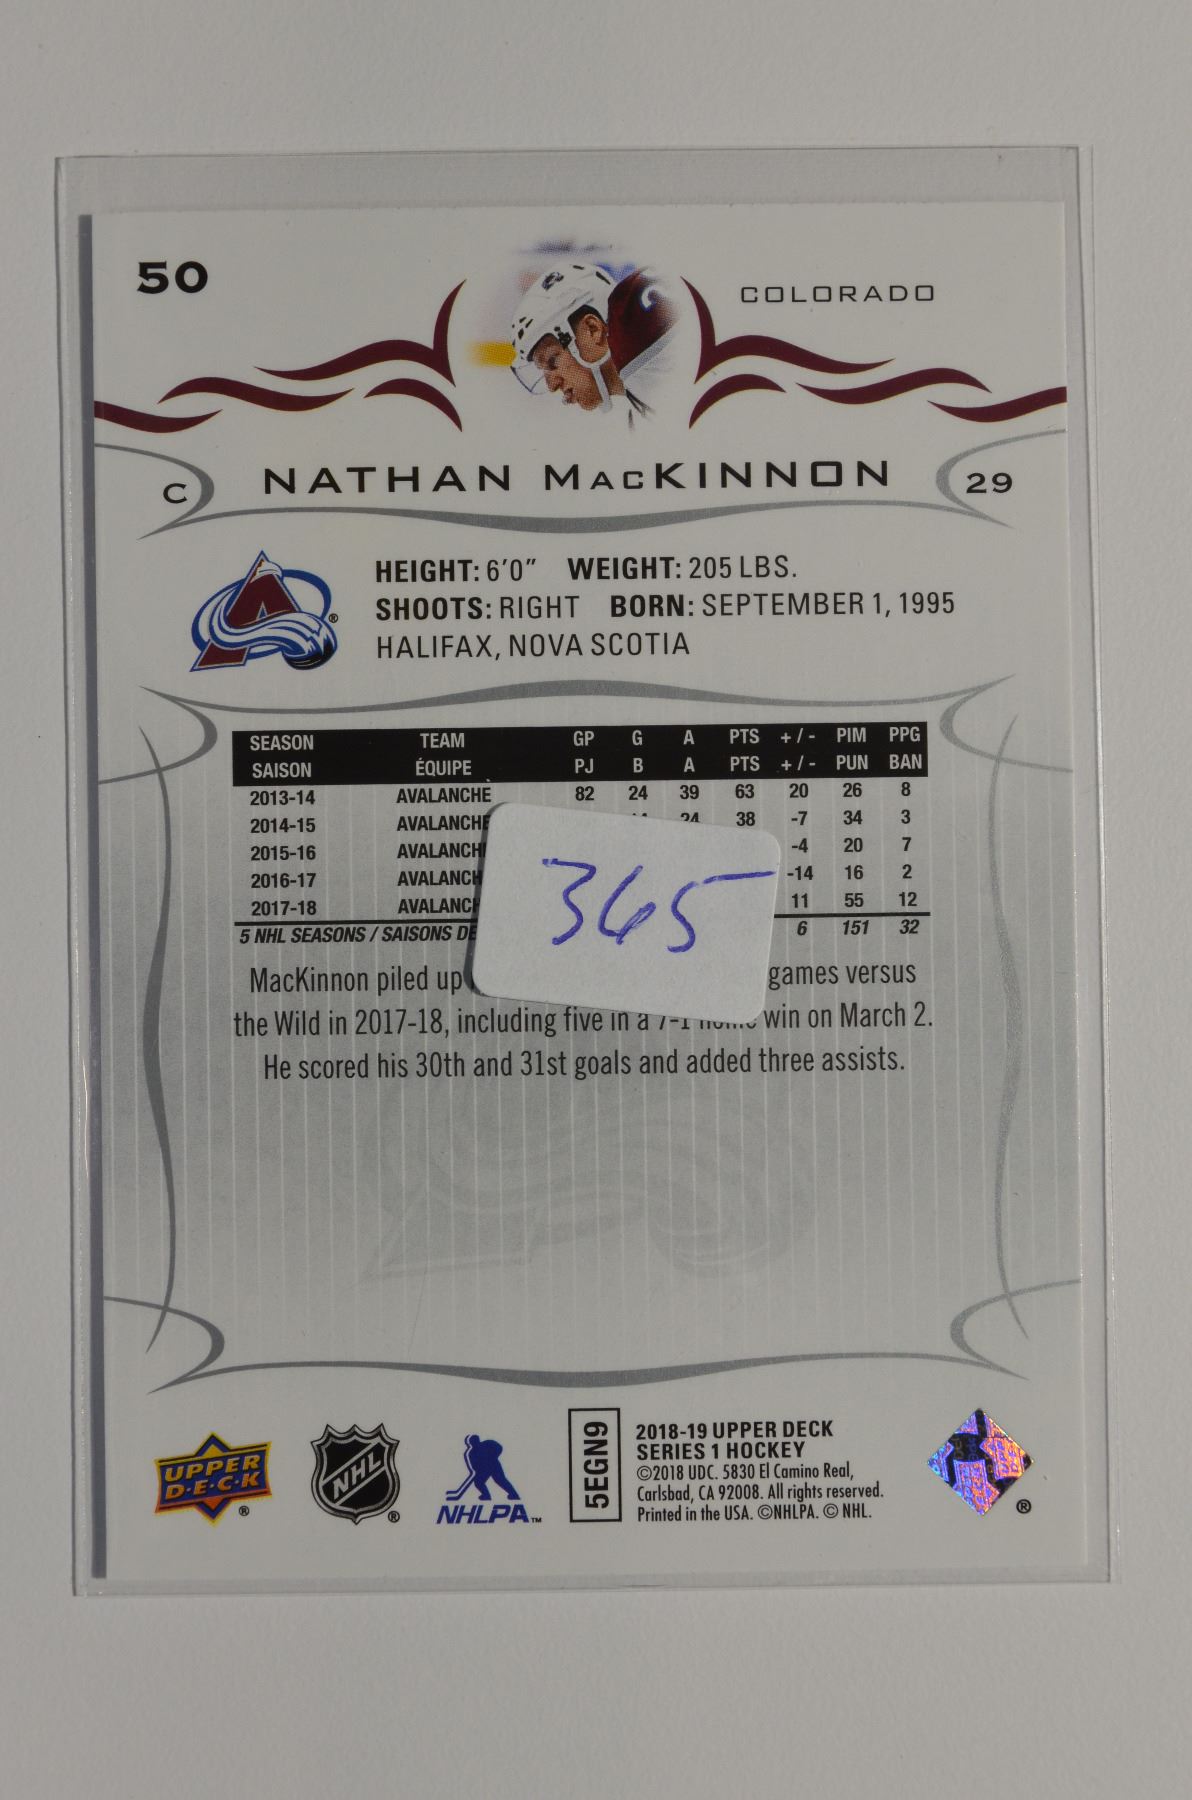 50
COLORADO
C NATHAN MacKINNON 29
HEIGHT: 6'0" WEIGHT: 205 LBS.
SHOOTS: RIGHT BORN: SEPTEMBER 1, 1995
HALIFAX, NOVA SCOTIA
SEASON TEAM GP G A PTS +/- PIM PPG
SAISON ÉQUIPE PJ B A PTS +/- PUN BAN
2013-14 AVALANCHE 82 24 39 63 20 26 8
2014-15 AVALANCHE 24 38 -7 34 3
2015-16 -4 20 7
2016-17 -14 16 2
2017-18 11 55 12
5 NHL SEASONS / SAISONS 6 151 32
365
MacKinnon piled up games versus
the Wild in 2017-18, including five in a 7-1 home win on March 2.
He scored his 30th and 31st goals and added three assists.
UPPER
D·E·C·K ®
NHL ®
NHLPA ™
5EGN9
2018-19 UPPER DECK
SERIES 1 HOCKEY
©2018 UDC. 5830 El Camino Real,
Carlsbad, CA 92008. All rights reserved.
Printed in the USA. ©NHLPA. © NHL.
®